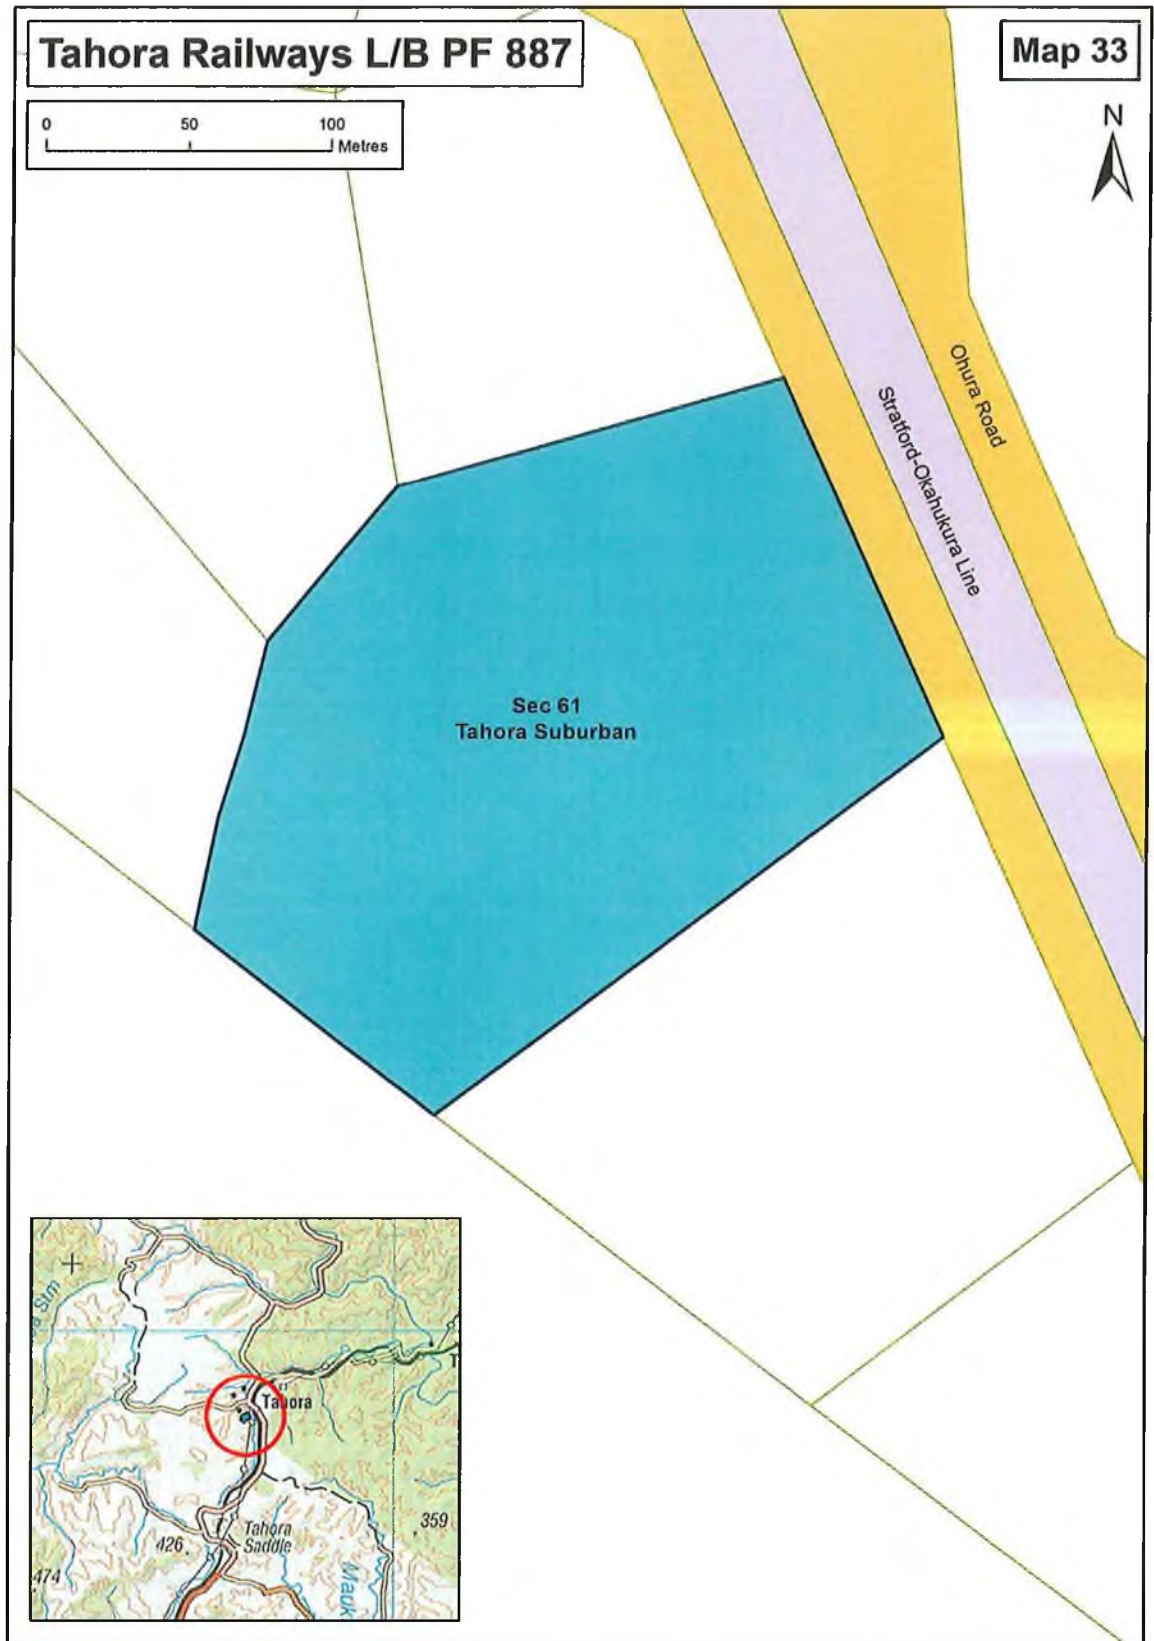 Tahora Railways L/B PF 887
Map 33
0 50 100
Metres
N
Ohura Road
Stratford-Okahukura Line
Sec 61
Tahora Suburban
Stm
Tahora
Tahora
Saddle
426
359
474